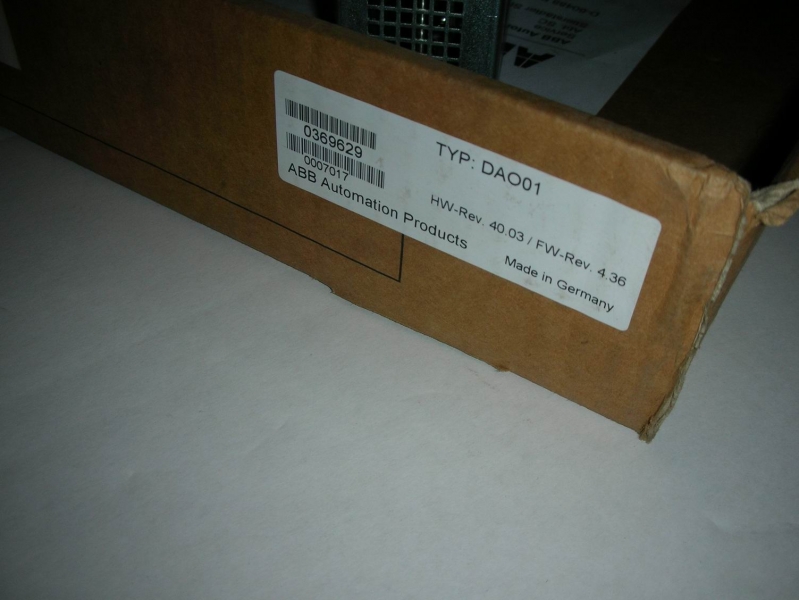 0369629
TYP: DAO01
0007017
HW-Rev. 40.03 / FW-Rev. 4.36
ABB Automation Products
Made in Germany